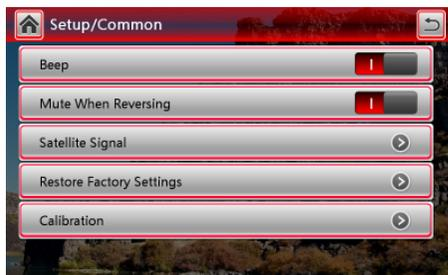 Setup/Common
Beep
Mute When Reversing
Satellite Signal
Restore Factory Settings
Calibration